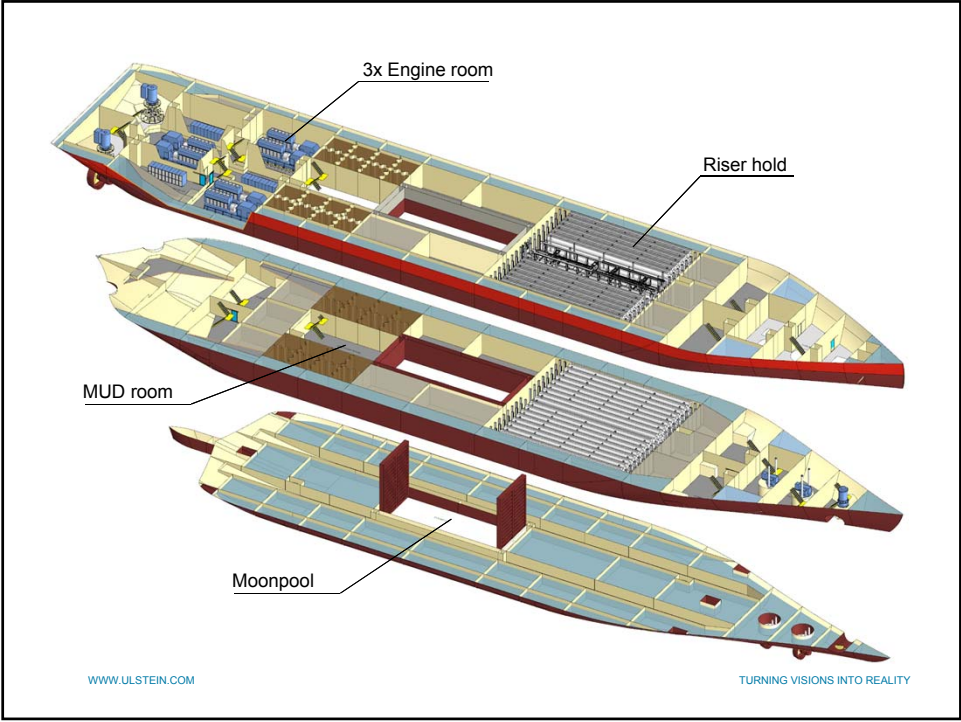 3x Engine room
Riser hold
MUD room
Moonpool
WWW.ULSTEIN.COM
TURNING VISIONS INTO REALITY